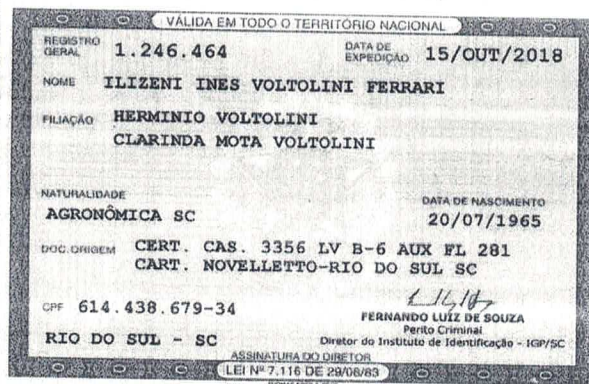 VÁLIDA EM TODO O TERRITÓRIO NACIONAL
REGISTRO GERAL 1.246.464 DATA DE EXPEDIÇÃO 15/OUT/2018
NOME ILIZENI INES VOLTOLINI FERRARI
FILIAÇÃO HERMINIO VOLTOLINI
CLARINDA MOTA VOLTOLINI
NATURALIDADE DATA DE NASCIMENTO
AGRONÔMICA SC 20/07/1965
DOC.ORIGEM CERT. CAS. 3356 LV B-6 AUX FL 281
CART. NOVELLETTO-RIO DO SUL SC
CPF 614.438.679-34
FERNANDO LUIZ DE SOUZA
Perito Criminal
RIO DO SUL - SC Diretor do Instituto de Identificação - IGP/SC
ASSINATURA DO DIRETOR
LEI Nº 7.116 DE 29/08/83